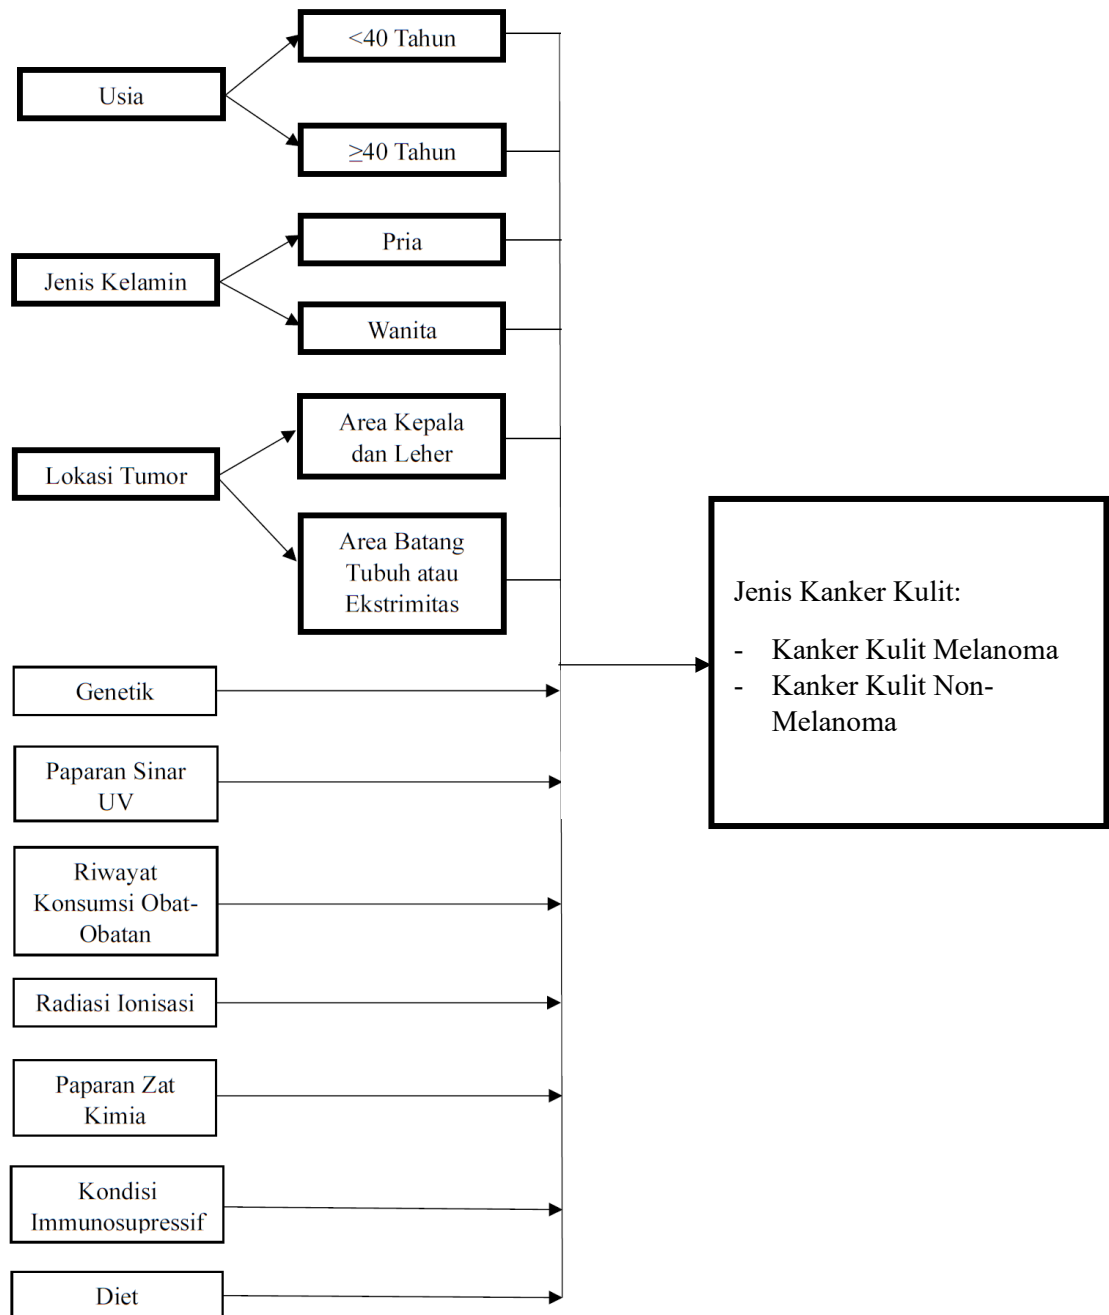 Usia
<40 Tahun
≥40 Tahun
Jenis Kelamin
Pria
Wanita
Lokasi Tumor
Area Kepala
dan Leher
Area Batang
Tubuh atau
Ekstrimitas
Genetik
Paparan Sinar
UV
Riwayat
Konsumsi Obat-
Obatan
Radiasi Ionisasi
Paparan Zat
Kimia
Kondisi
Immunosupressif
Diet
Jenis Kanker Kulit:
- Kanker Kulit Melanoma
- Kanker Kulit Non-
Melanoma